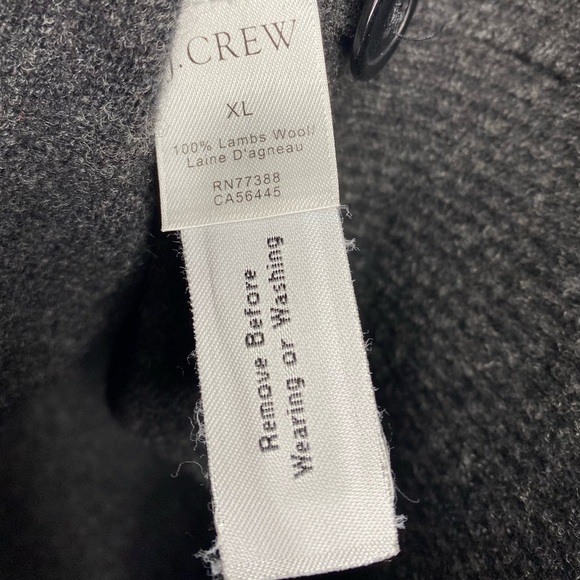 J.CREW
XL
100% Lambs Wool/
Laine D'agneau
RN77388
CA56445
Remove Before
Wearing or Washing